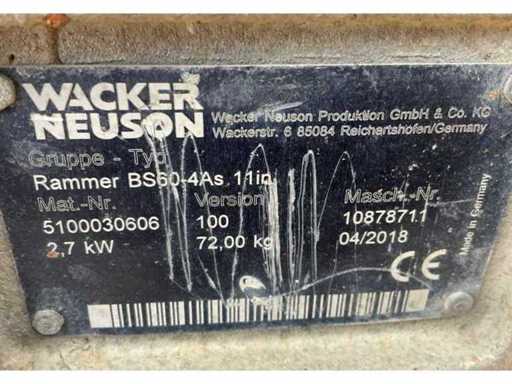 WACKER
NEUSON
Wacker Neuson Produktion GmbH & Co. KG
Wackerstr. 6 85084 Reichertshofen/Germany
Gruppe - Typ
Rammer BS60-4As 11in
Mat.-Nr. Version Masch.-Nr.
5100030606 100 10878711
2,7 kW 72,00 kg 04/2018
Made in Germany
CE